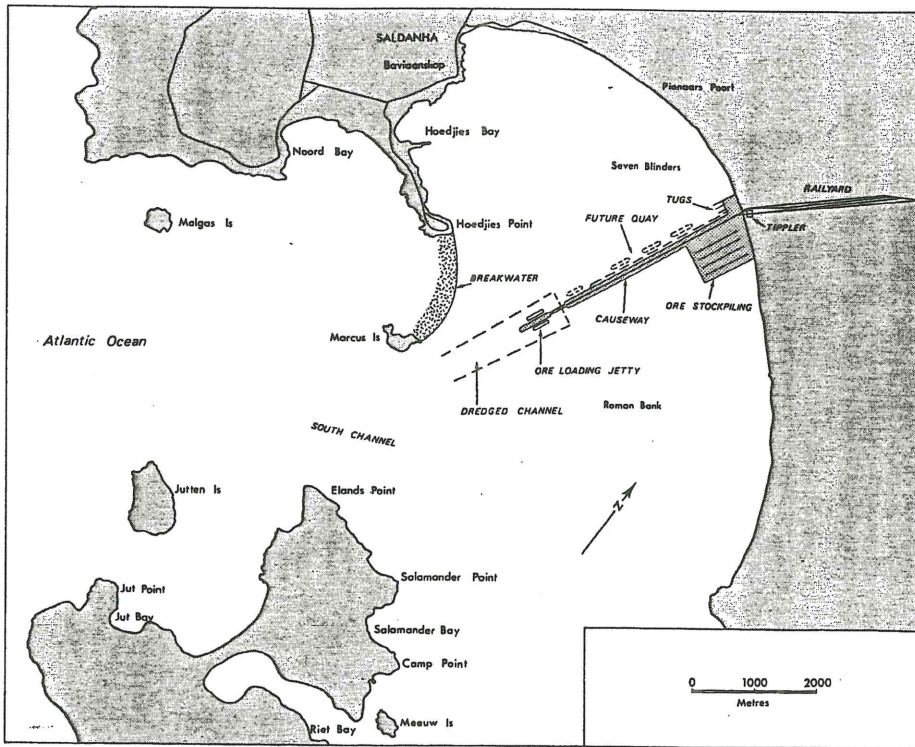 SALDANHA
Baviaanskop
Pienaars Poort
Hoedjies Bay
Noord Bay
Seven Blinders
RAILYARD
TUGS
Malgas Is
Hoedjies Point
FUTURE QUAY
TIPPLER
BREAKWATER
ORE STOCKPILING
CAUSEWAY
Marcus Is
Atlantic Ocean
ORE LOADING JETTY
DREDGED CHANNEL
Roman Bank
SOUTH CHANNEL
Jutten Is
Elands Point
N
Jut Point
Salamander Point
Jut Bay
Salamander Bay
Camp Point
0 1000 2000
Metres
Riet Bay
Meeuw Is